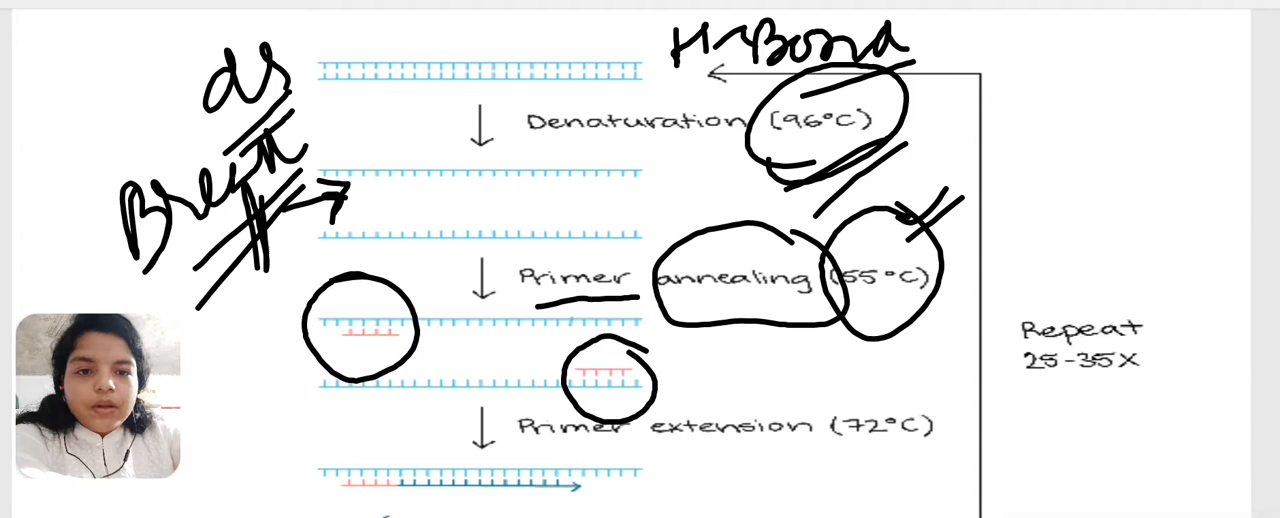 H-Bond
ds
Denaturation (96°C)
Break
Primer annealing (55°C)
Repeat
25-35X
Primer extension (72°C)